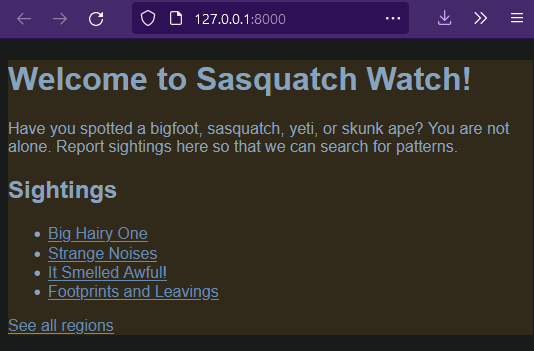 127.0.0.1:8000
Welcome to Sasquatch Watch!
Have you spotted a bigfoot, sasquatch, yeti, or skunk ape? You are not
alone. Report sightings here so that we can search for patterns.
Sightings
Big Hairy One
Strange Noises
It Smelled Awful!
Footprints and Leavings
See all regions